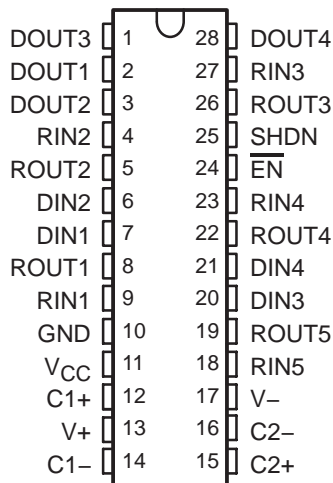 DOUT3 1 28 DOUT4
DOUT1 2 27 RIN3
DOUT2 3 26 ROUT3
RIN2 4 25 SHDN
ROUT2 5 24 E̅N̅
DIN2 6 23 RIN4
DIN1 7 22 ROUT4
ROUT1 8 21 DIN4
RIN1 9 20 DIN3
GND 10 19 ROUT5
VCC 11 18 RIN5
C1+ 12 17 V−
V+ 13 16 C2−
C1− 14 15 C2+